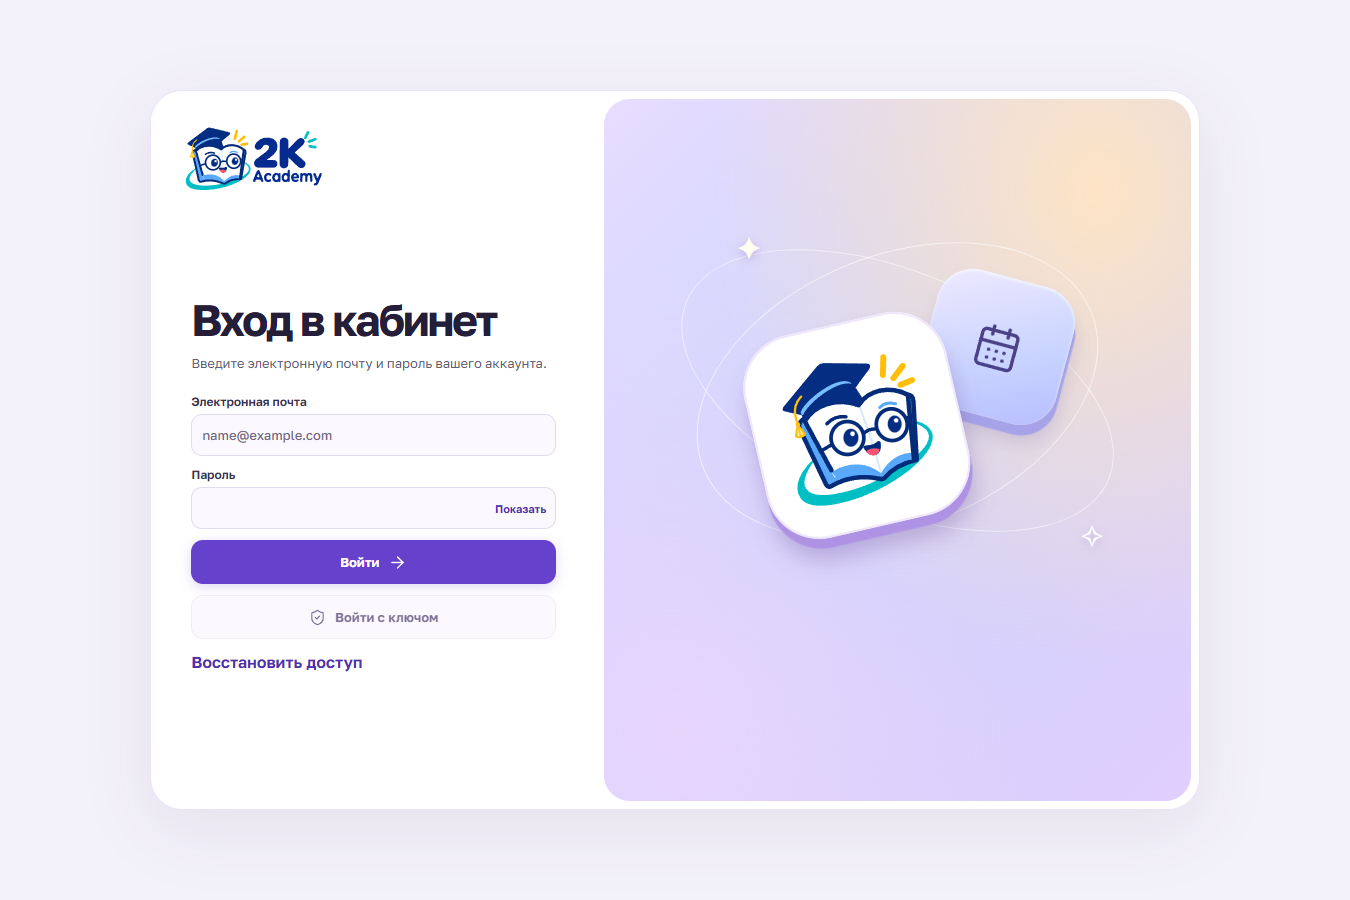 2K
Academy
Вход в кабинет
Введите электронную почту и пароль вашего аккаунта.
Электронная почта
name@example.com
Пароль
Показать
Войти
Войти с ключом
Восстановить доступ